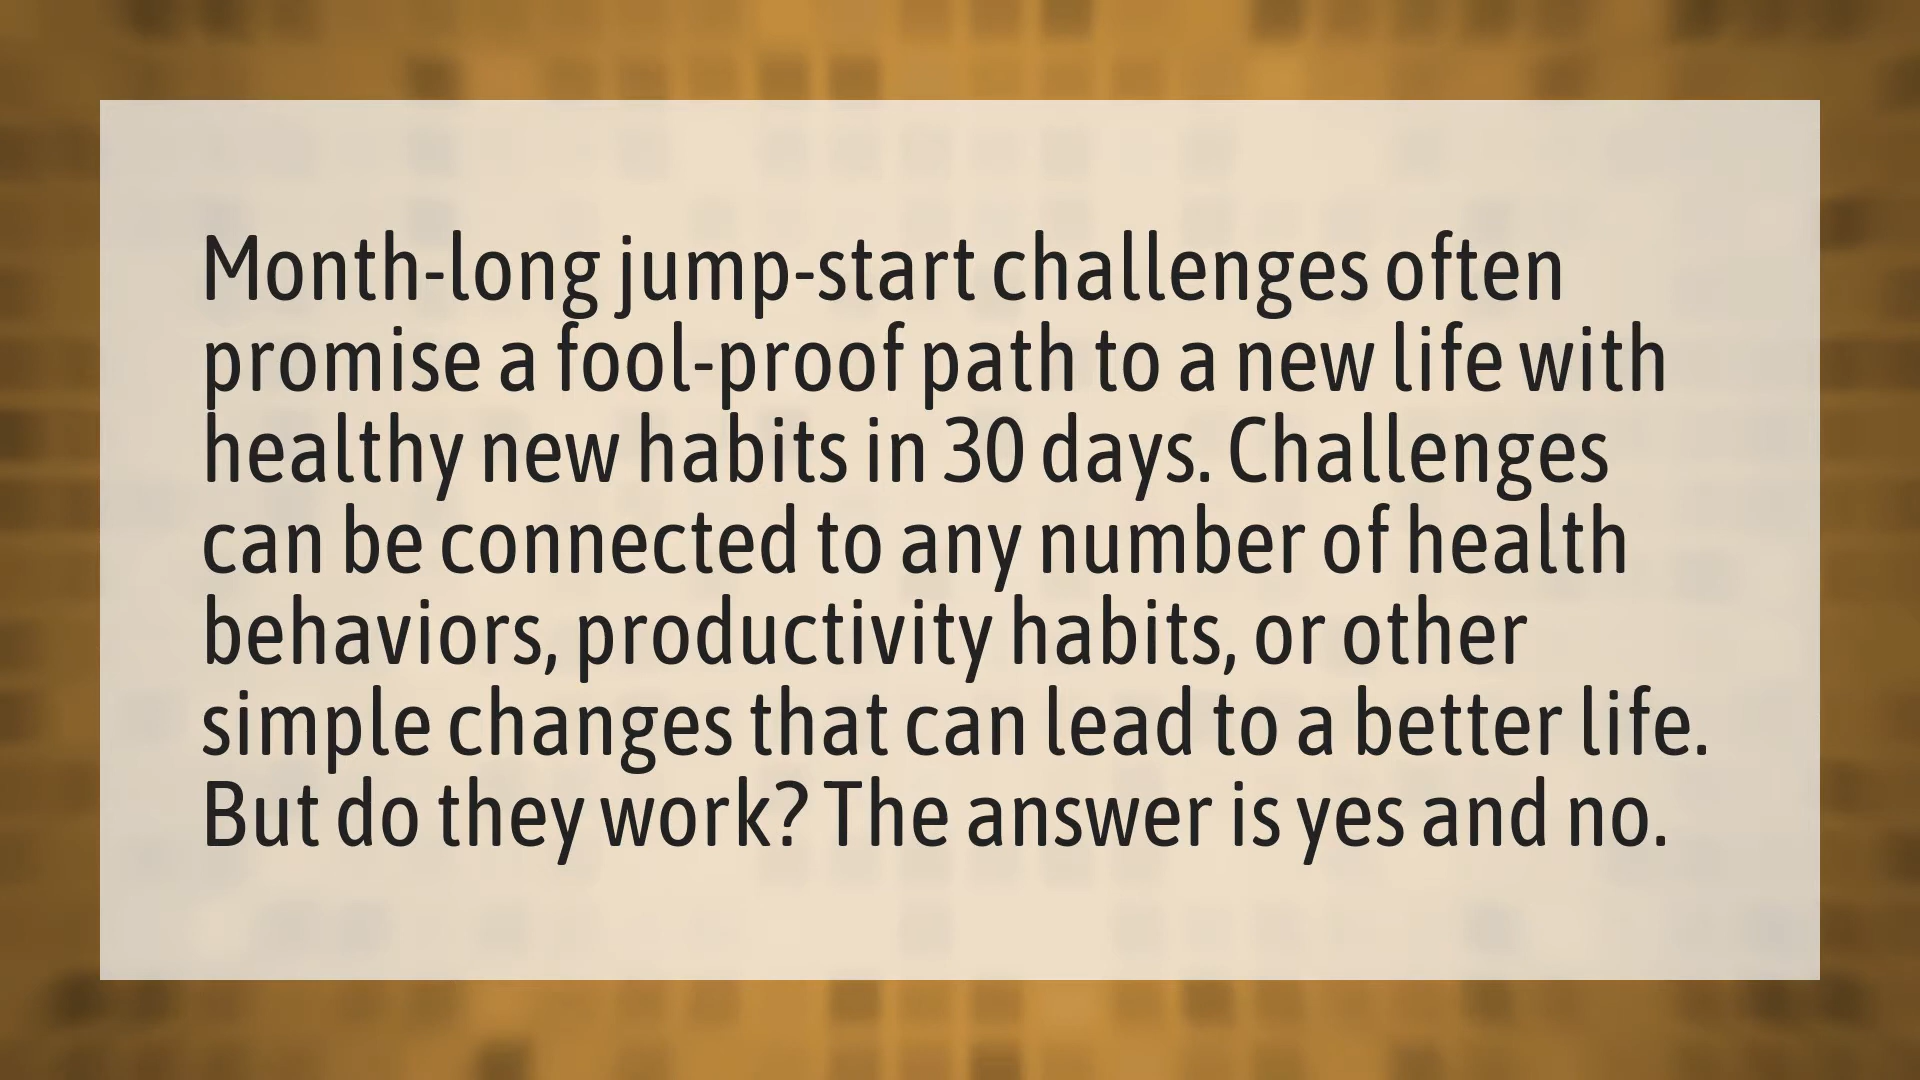 Month-long jump-start challenges often
promise a fool-proof path to a new life with
healthy new habits in 30 days. Challenges
can be connected to any number of health
behaviors, productivity habits, or other
simple changes that can lead to a better life.
But do they work? The answer is yes and no.